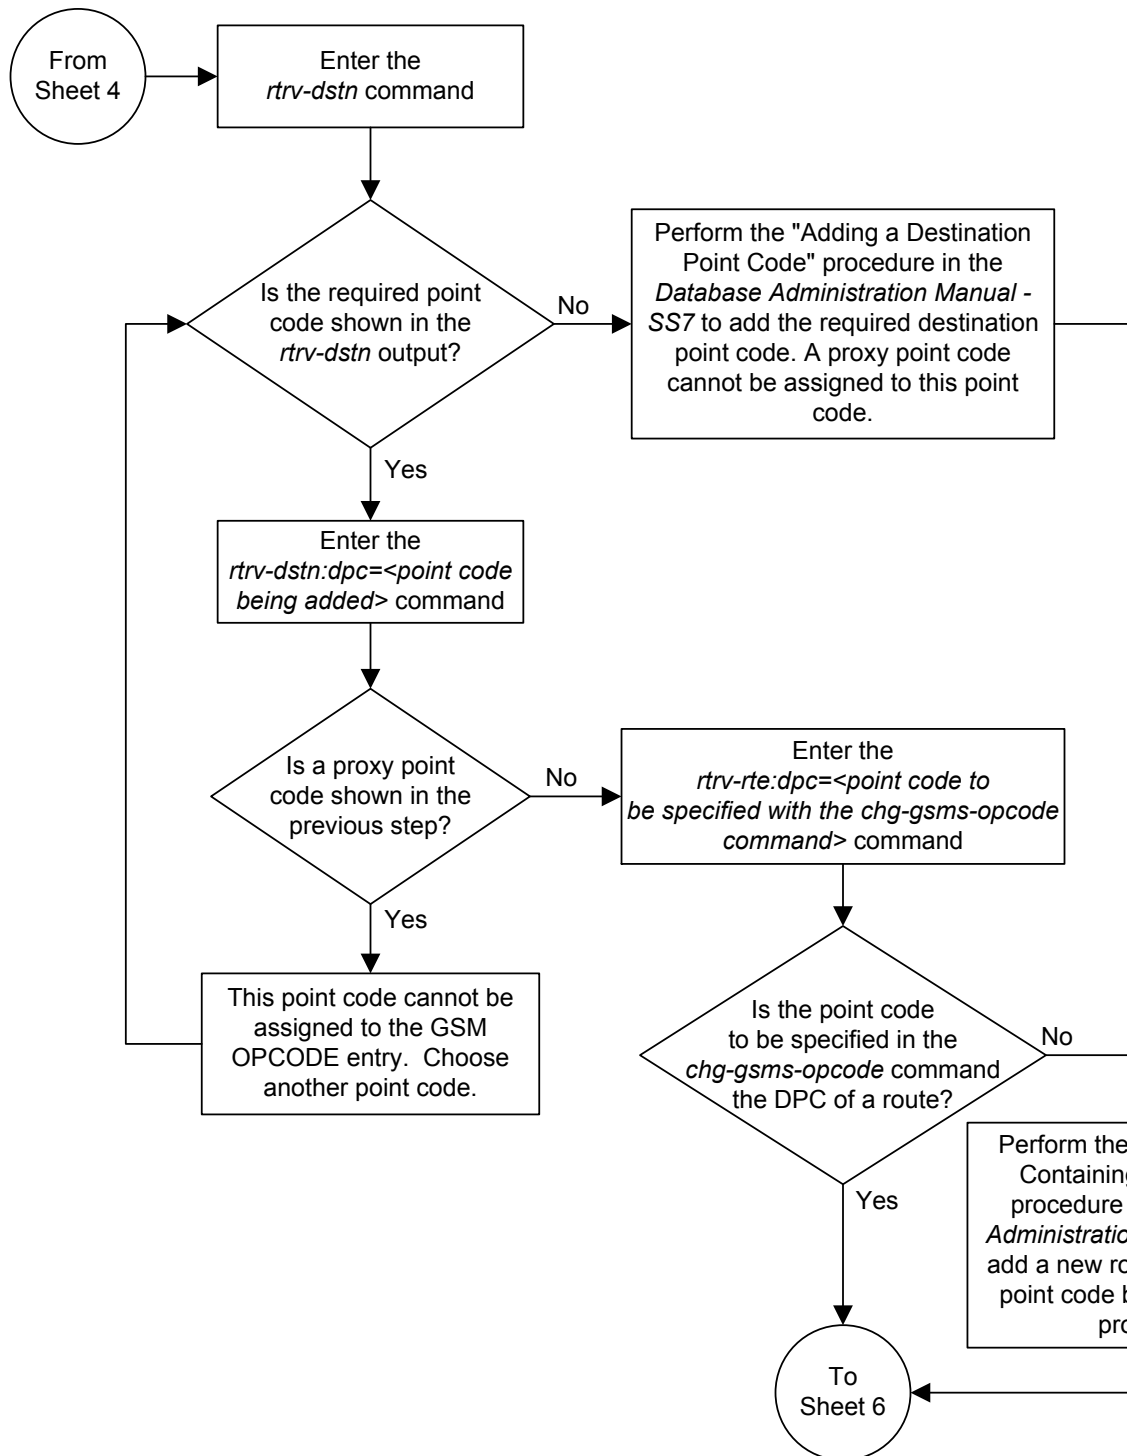 From
Sheet 4
Enter the
rtrv-dstn command
Is the required point
code shown in the
rtrv-dstn output?
No
Perform the "Adding a Destination
Point Code" procedure in the
Database Administration Manual -
SS7 to add the required destination
point code. A proxy point code
cannot be assigned to this point
code.
Yes
Enter the
rtrv-dstn:dpc=<point code
being added> command
Is a proxy point
code shown in the
previous step?
No
Enter the
rtrv-rte:dpc=<point code to
be specified with the chg-gsms-opcode
command> command
Yes
This point code cannot be
assigned to the GSM
OPCODE entry.  Choose
another point code.
Is the point code
to be specified in the
chg-gsms-opcode command
the DPC of a route?
No
Perform the
Containing
procedure
Administratio
add a new ro
point code b
pro
Yes
To
Sheet 6